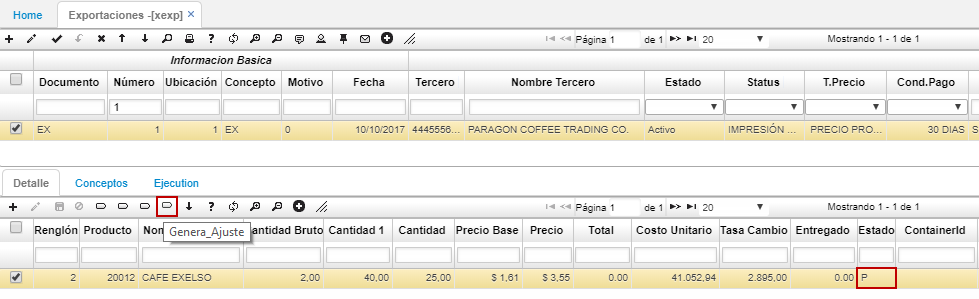 Home Exportaciones -[xexp] ×
Página 1 de 1 20 Mostrando 1 - 1 de 1
Informacion Basica
Documento Número Ubicación Concepto Motivo Fecha Tercero Nombre Tercero Estado Status T.Precio Cond.Pago
1
EX 1 1 EX 0 10/10/2017 4445556... PARAGON COFFEE TRADING CO. Activo IMPRESIÓN ... PRECIO PRO... 30 DIAS
Detalle Conceptos Ejecution
Página 1 de 1 20 Mostrando 1 - 1 de 1
Genera_Ajuste
Renglón Producto Cantidad Bruto Cantidad 1 Cantidad Precio Base Precio Total Costo Unitario Tasa Cambio Entregado Estado ContainerId
2 20012 CAFE EXELSO 2,00 40,00 25,00 $ 1,61 $ 3,55 0.00 41.052,94 2.895,00 0.00 P